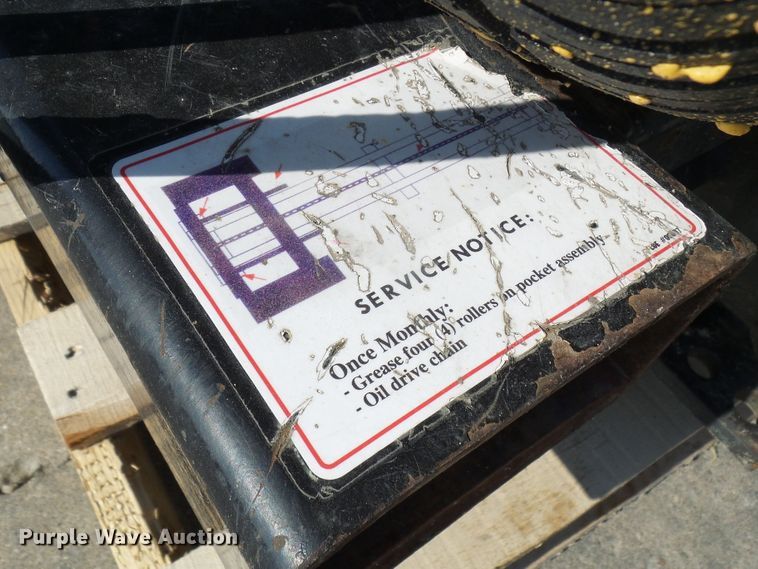 SERVICE NOTICE:
Once Monthly:
- Grease four (4) rollers on pocket assembly
- Oil drive chain
Purple Wave Auction